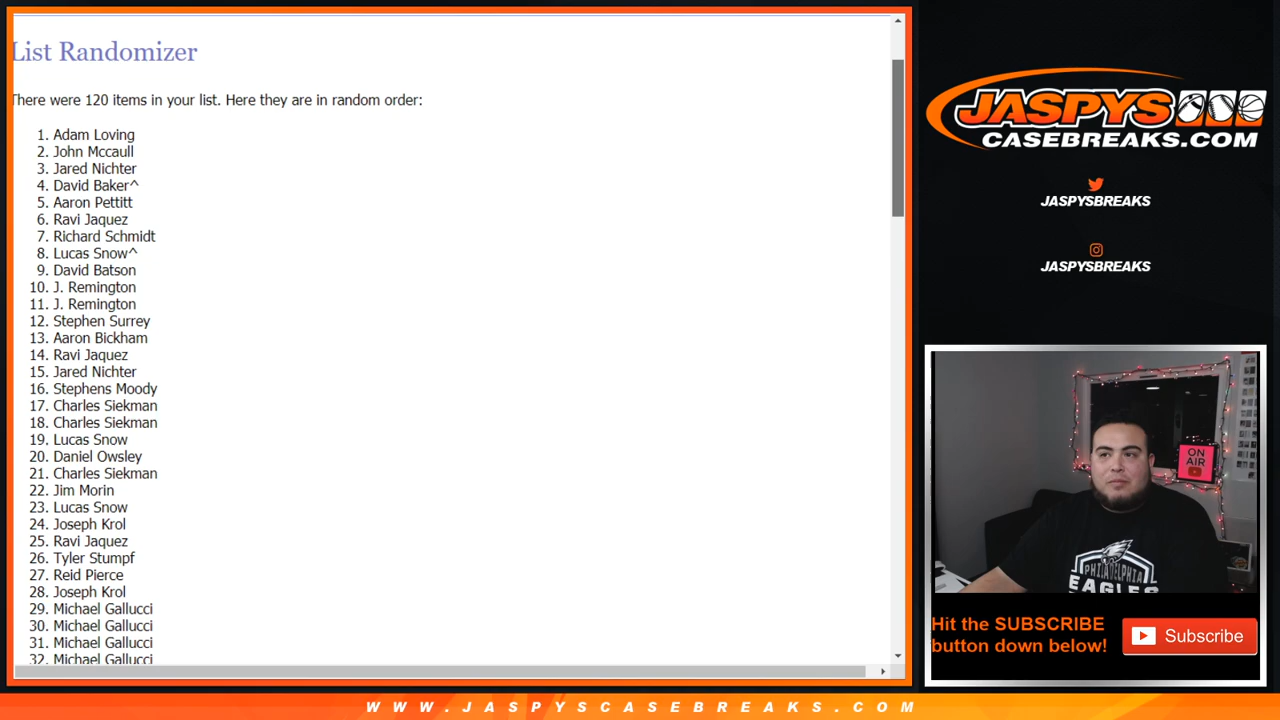 List Randomizer
There were 120 items in your list. Here they are in random order:
1. Adam Loving
2. John Mccaull
3. Jared Nichter
4. David Baker^
5. Aaron Pettitt
6. Ravi Jaquez
7. Richard Schmidt
8. Lucas Snow^
9. David Batson
10. J. Remington
11. J. Remington
12. Stephen Surrey
13. Aaron Bickham
14. Ravi Jaquez
15. Jared Nichter
16. Stephens Moody
17. Charles Siekman
18. Charles Siekman
19. Lucas Snow
20. Daniel Owsley
21. Charles Siekman
22. Jim Morin
23. Lucas Snow
24. Joseph Krol
25. Ravi Jaquez
26. Tyler Stumpf
27. Reid Pierce
28. Joseph Krol
29. Michael Gallucci
30. Michael Gallucci
31. Michael Gallucci
32. Michael Gallucci
JASPYS
CASEBREAKS.COM
JASPYSBREAKS
JASPYSBREAKS
ON
AIR
PHILADELPHIA
EAGLES
Hit the SUBSCRIBE
button down below!
Subscribe
WWW.JASPYSCASEBREAKS.COM